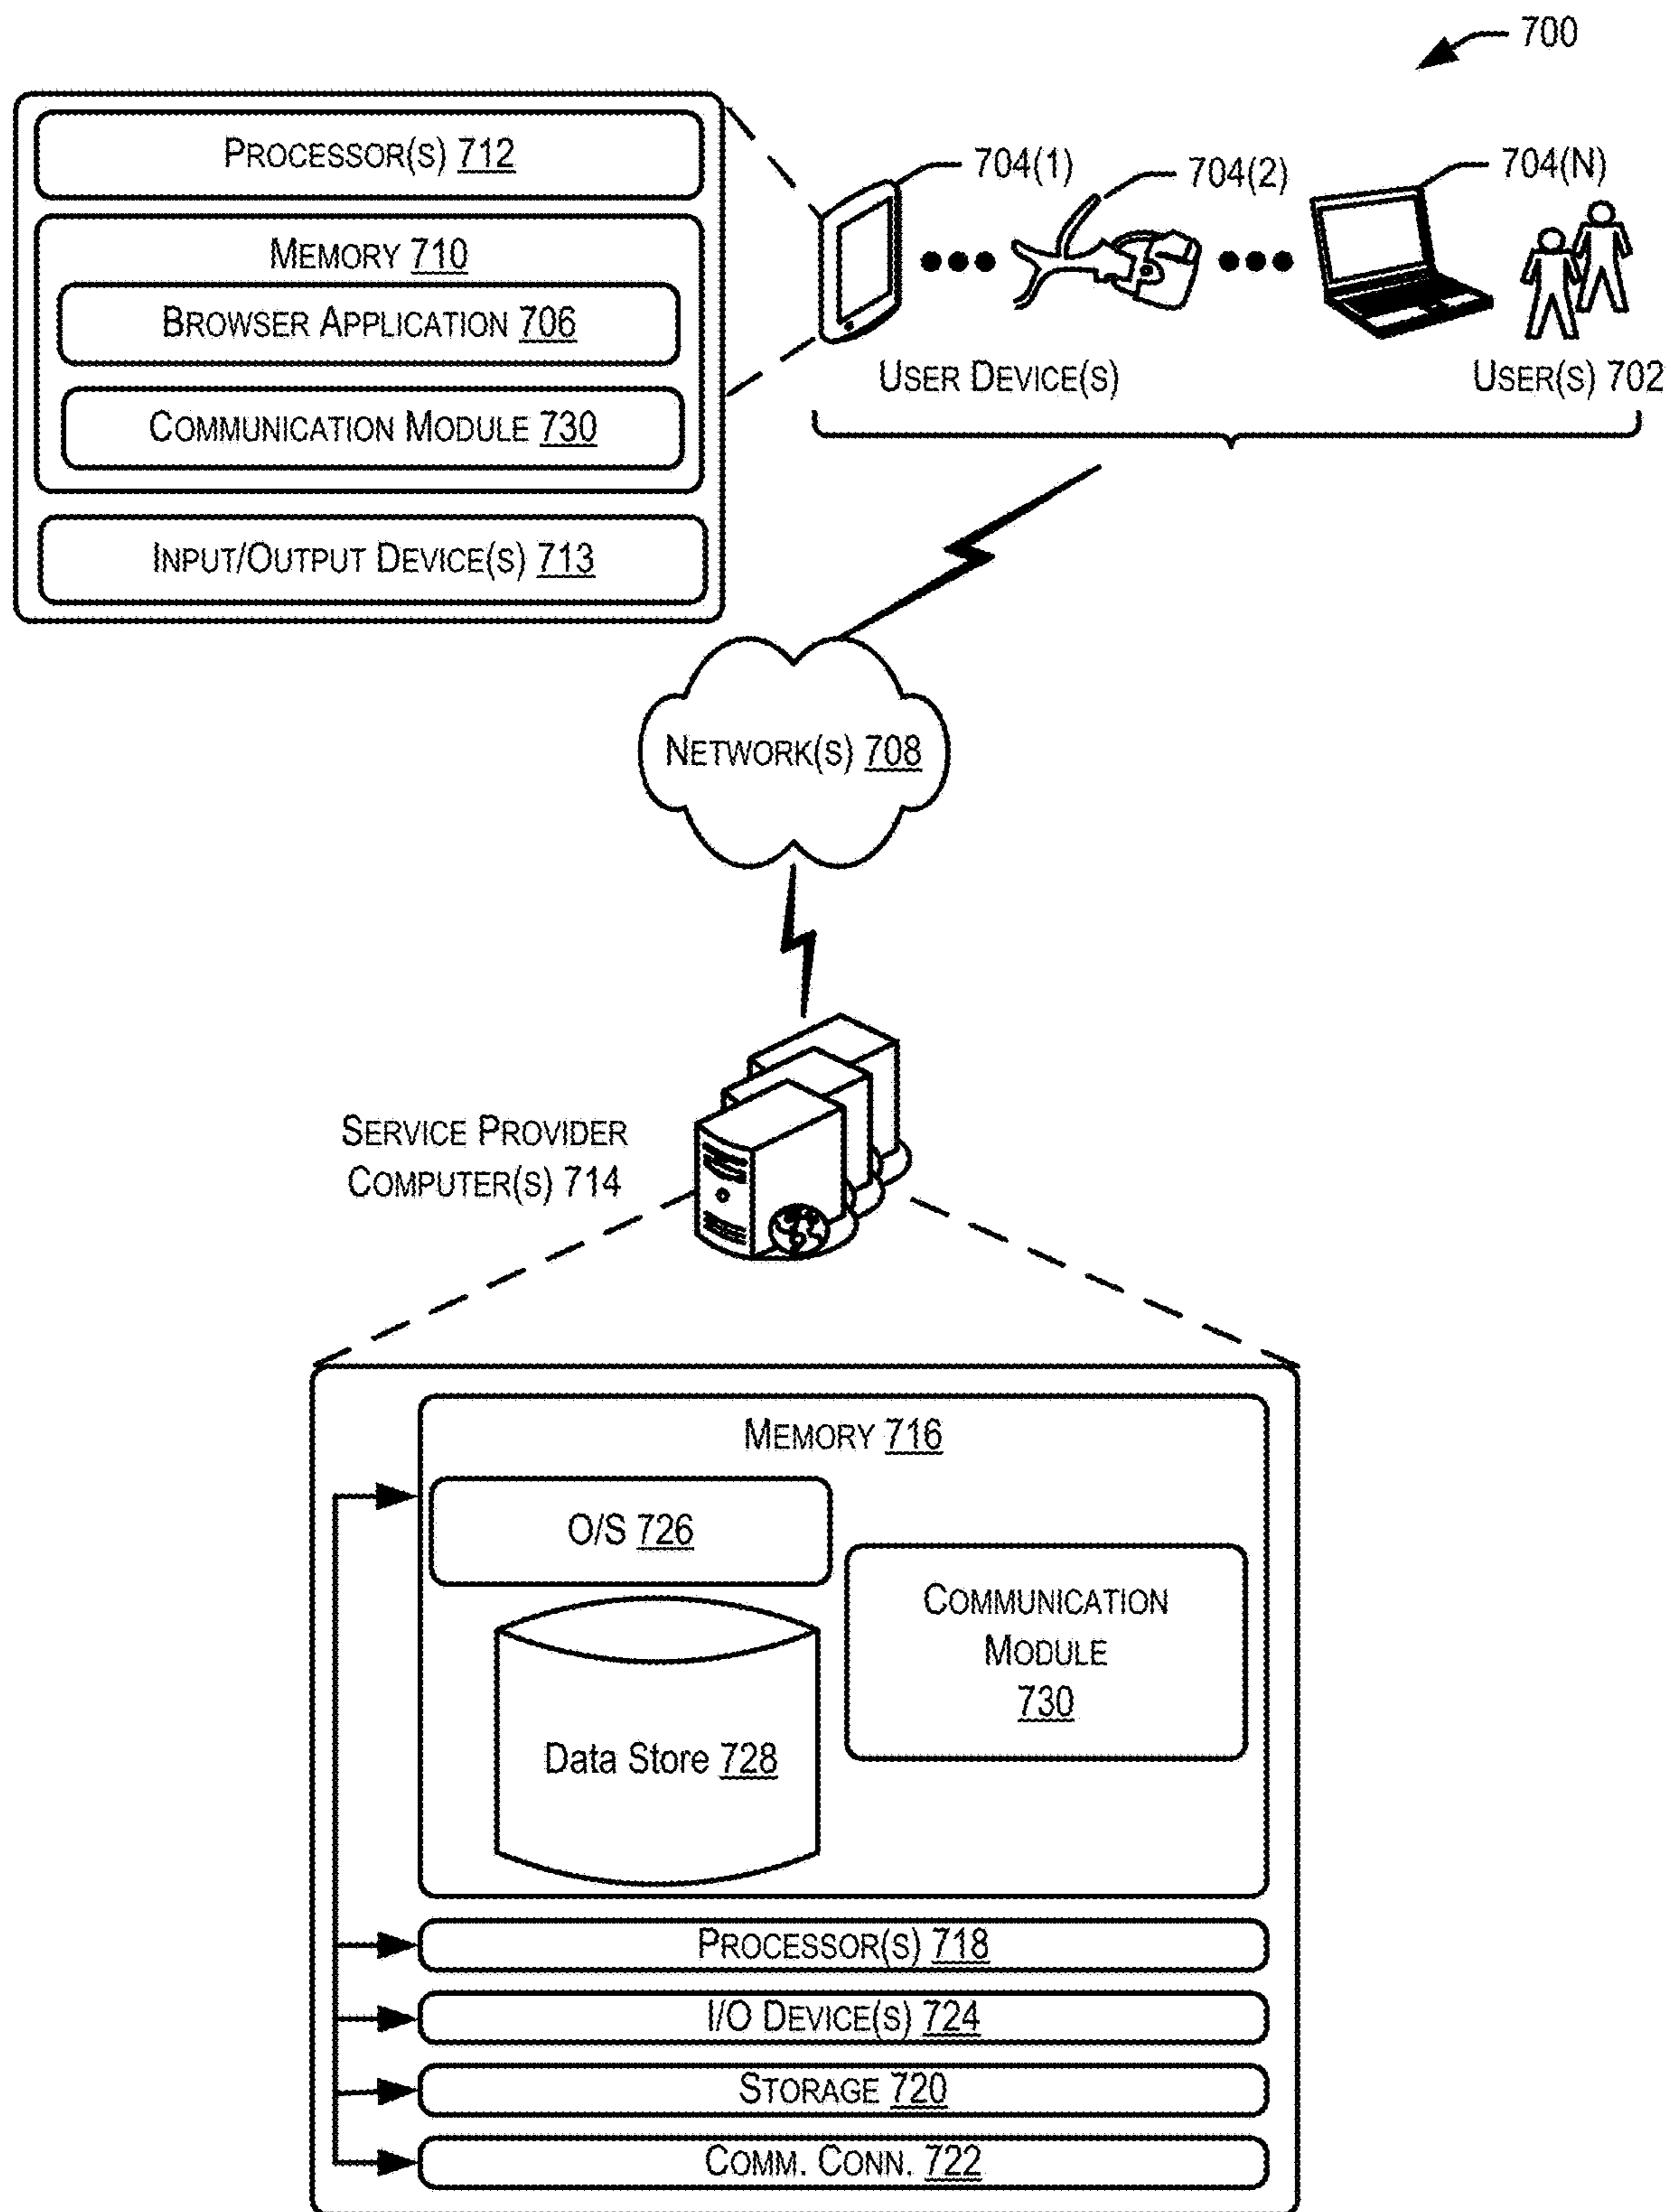 700
PROCESSOR(S) 712
MEMORY 710
BROWSER APPLICATION 706
COMMUNICATION MODULE 730
INPUT/OUTPUT DEVICE(S) 713
704(1)
704(2)
704(N)
USER DEVICE(S)
USER(S) 702
NETWORK(S) 708
SERVICE PROVIDER
COMPUTER(S) 714
MEMORY 716
O/S 726
COMMUNICATION
MODULE
730
Data Store 728
PROCESSOR(S) 718
I/O DEVICE(S) 724
STORAGE 720
COMM. CONN. 722